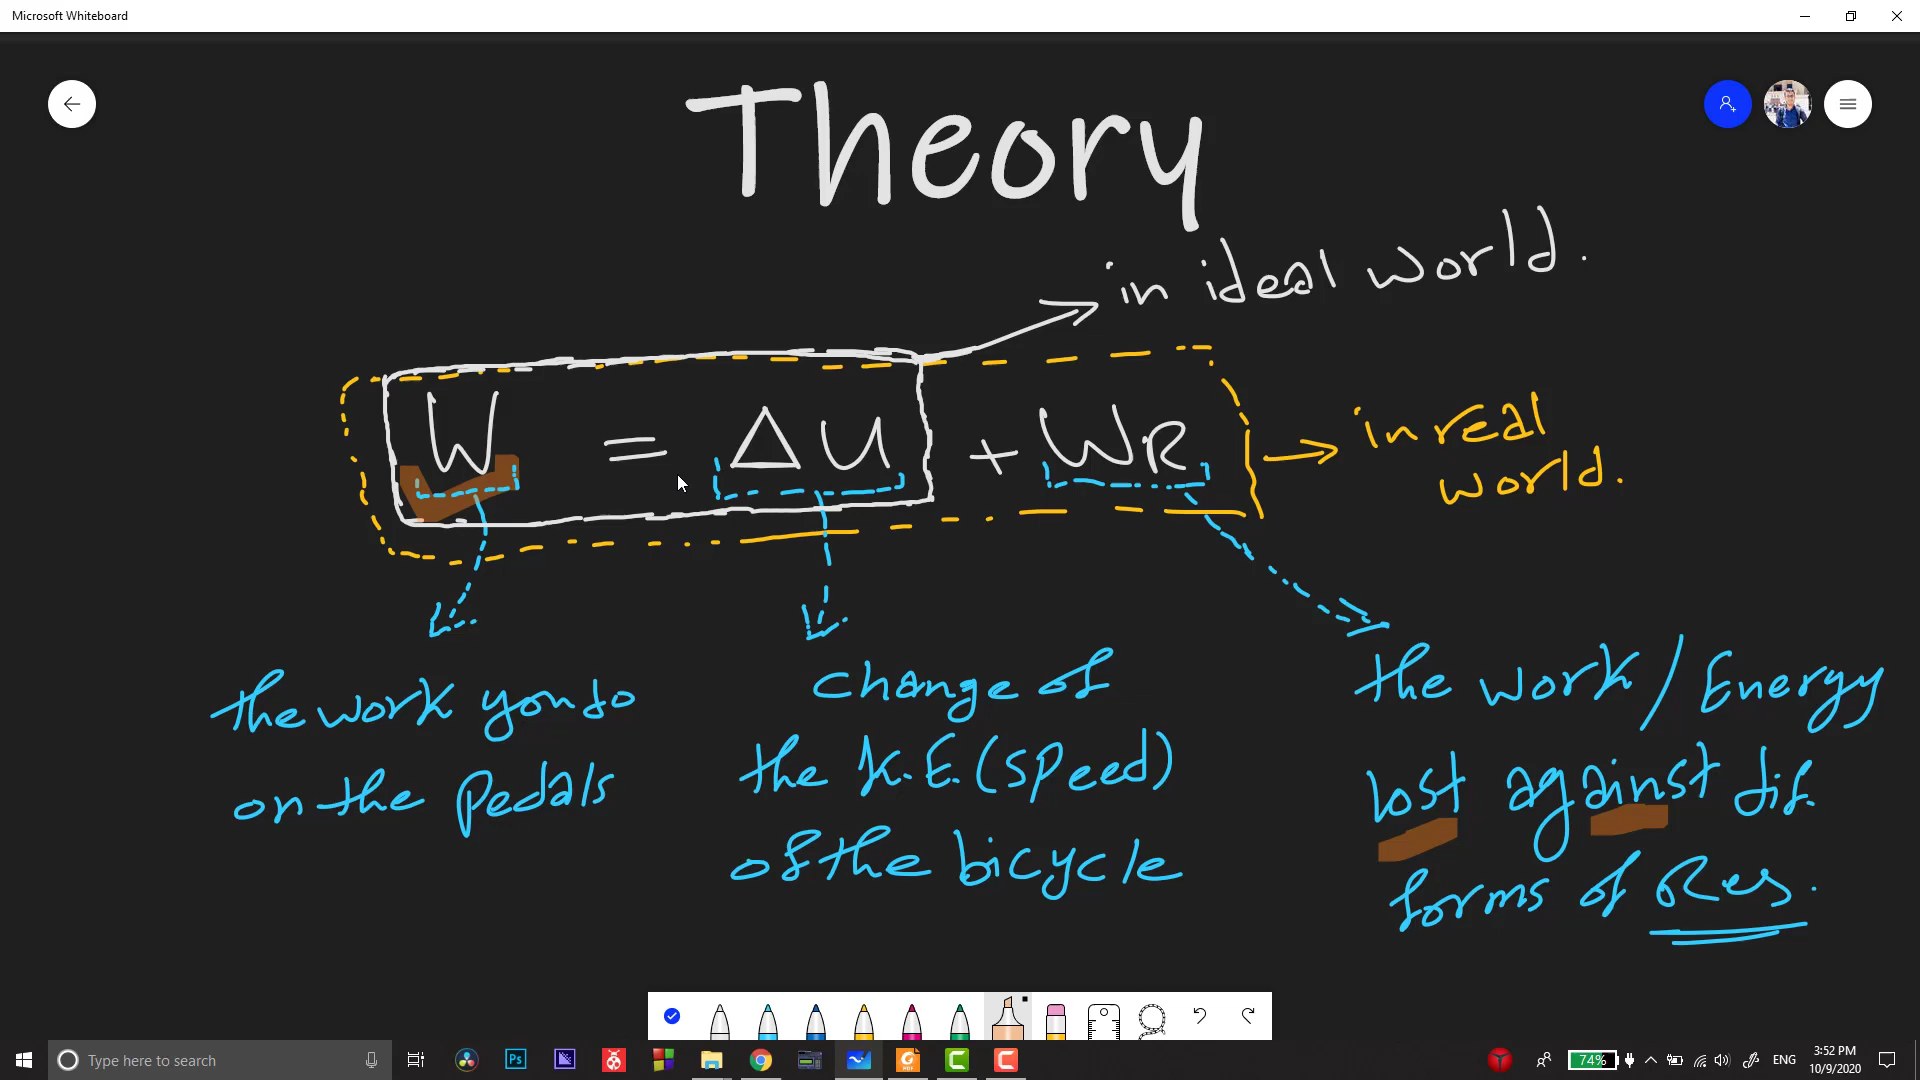 Microsoft Whiteboard
Theory
in ideal world.
W = ΔU + WR
in real
world.
the work you do
on the pedals
change of
the K.E. (speed)
of the bicycle
the work / Energy
lost against dif.
forms of Res.
Type here to search
Ps
74%
ENG
3:52 PM
10/9/2020